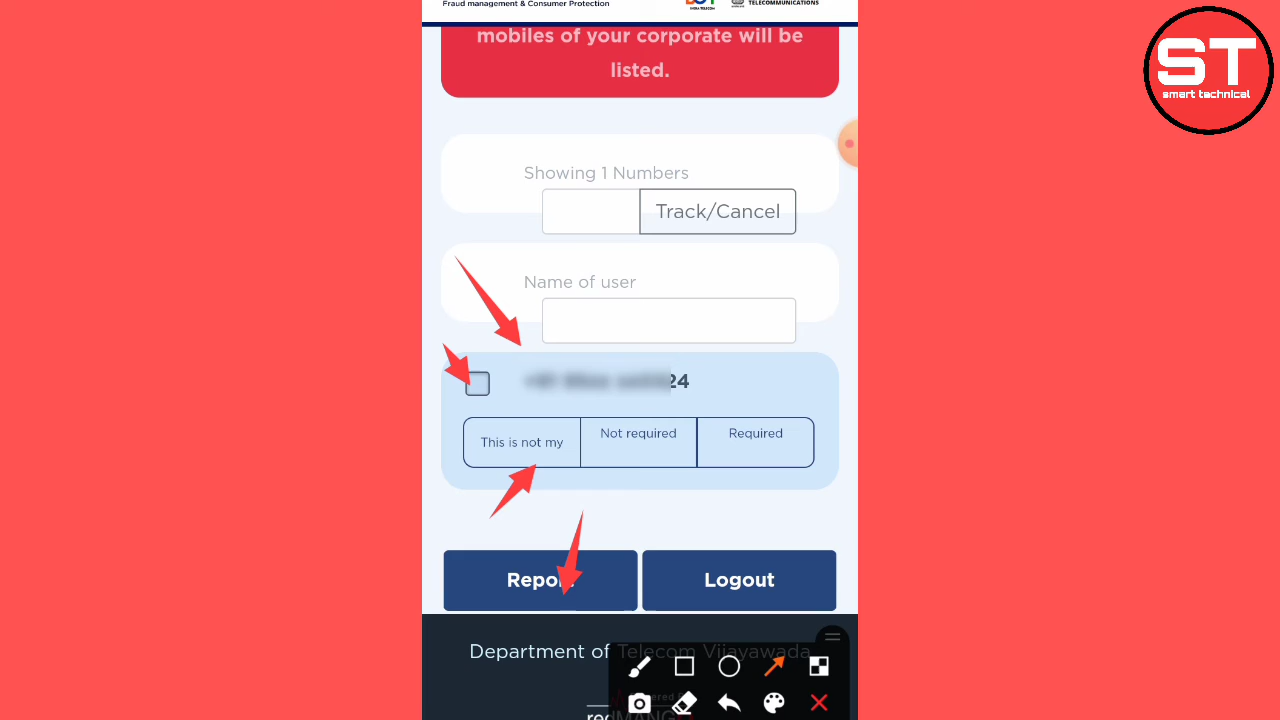 Fraud management & Consumer Protection
TELECOMMUNICATIONS
ST
smart technical
mobiles of your corporate will be
listed.
Showing 1 Numbers
Track/Cancel
Name of user
24
This is not my
Not required
Required
Report
Logout
Department of Telecom Vijayawada